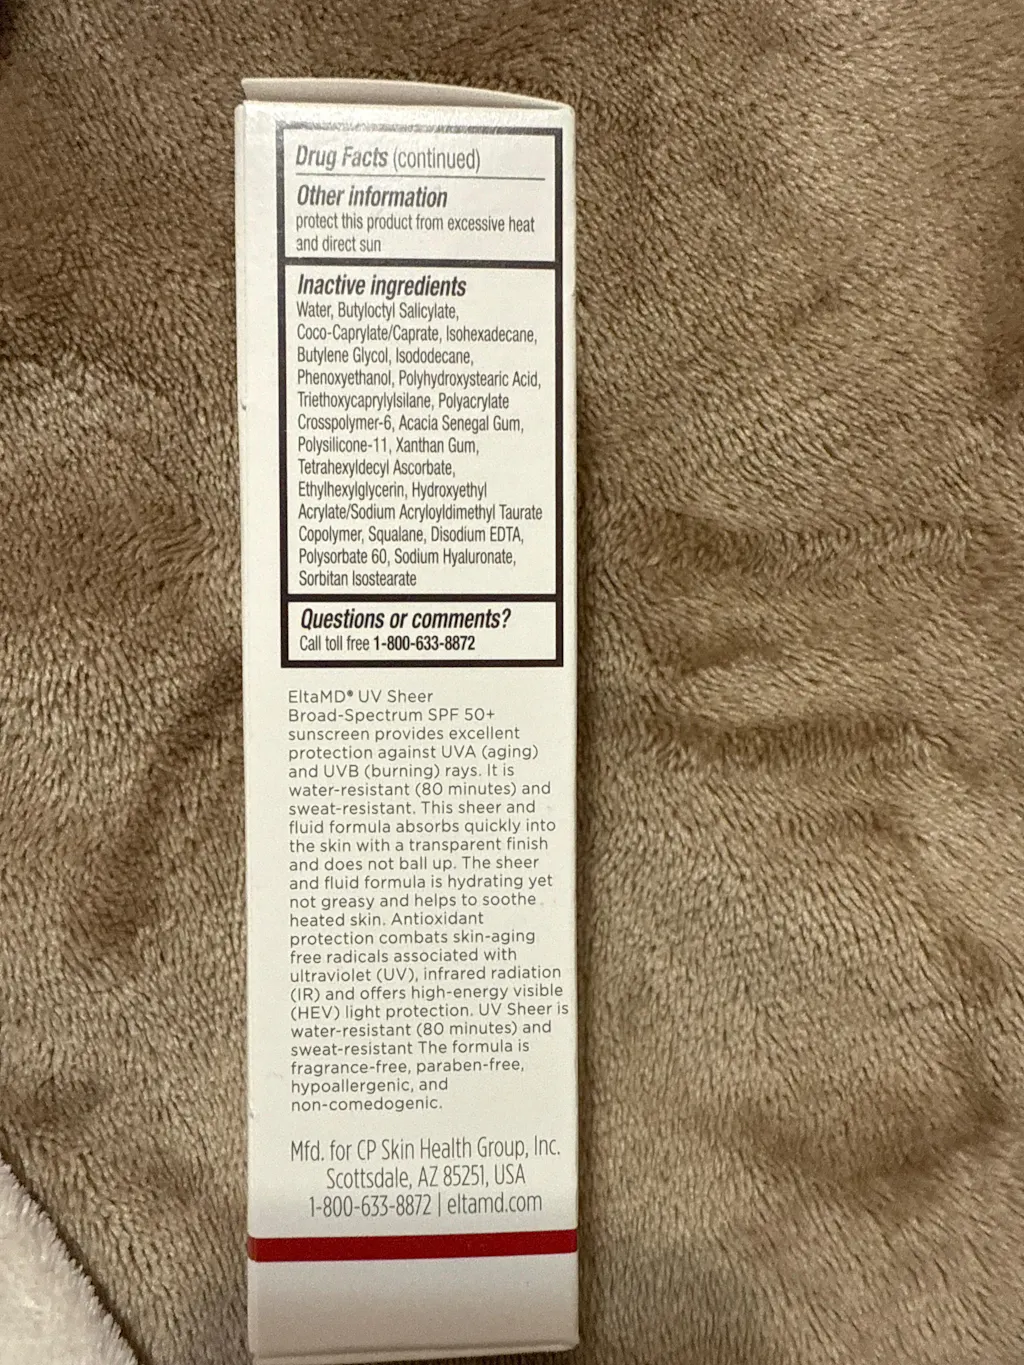 Drug Facts (continued)
Other information
protect this product from excessive heat
and direct sun
Inactive ingredients
Water, Butyloctyl Salicylate,
Coco-Caprylate/Caprate, Isohexadecane,
Butylene Glycol, Isododecane,
Phenoxyethanol, Polyhydroxystearic Acid,
Triethoxycaprylylsilane, Polyacrylate
Crosspolymer-6, Acacia Senegal Gum,
Polysilicone-11, Xanthan Gum,
Tetrahexyldecyl Ascorbate,
Ethylhexylglycerin, Hydroxyethyl
Acrylate/Sodium Acryloyldimethyl Taurate
Copolymer, Squalane, Disodium EDTA,
Polysorbate 60, Sodium Hyaluronate,
Sorbitan Isostearate
Questions or comments?
Call toll free 1-800-633-8872
EltaMD® UV Sheer
Broad-Spectrum SPF 50+
sunscreen provides excellent
protection against UVA (aging)
and UVB (burning) rays. It is
water-resistant (80 minutes) and
sweat-resistant. This sheer and
fluid formula absorbs quickly into
the skin with a transparent finish
and does not ball up. The sheer
and fluid formula is hydrating yet
not greasy and helps to soothe
heated skin. Antioxidant
protection combats skin-aging
free radicals associated with
ultraviolet (UV), infrared radiation
(IR) and offers high-energy visible
(HEV) light protection. UV Sheer is
water-resistant (80 minutes) and
sweat-resistant The formula is
fragrance-free, paraben-free,
hypoallergenic, and
non-comedogenic.
Mfd. for CP Skin Health Group, Inc.
Scottsdale, AZ 85251, USA
1-800-633-8872 | eltamd.com